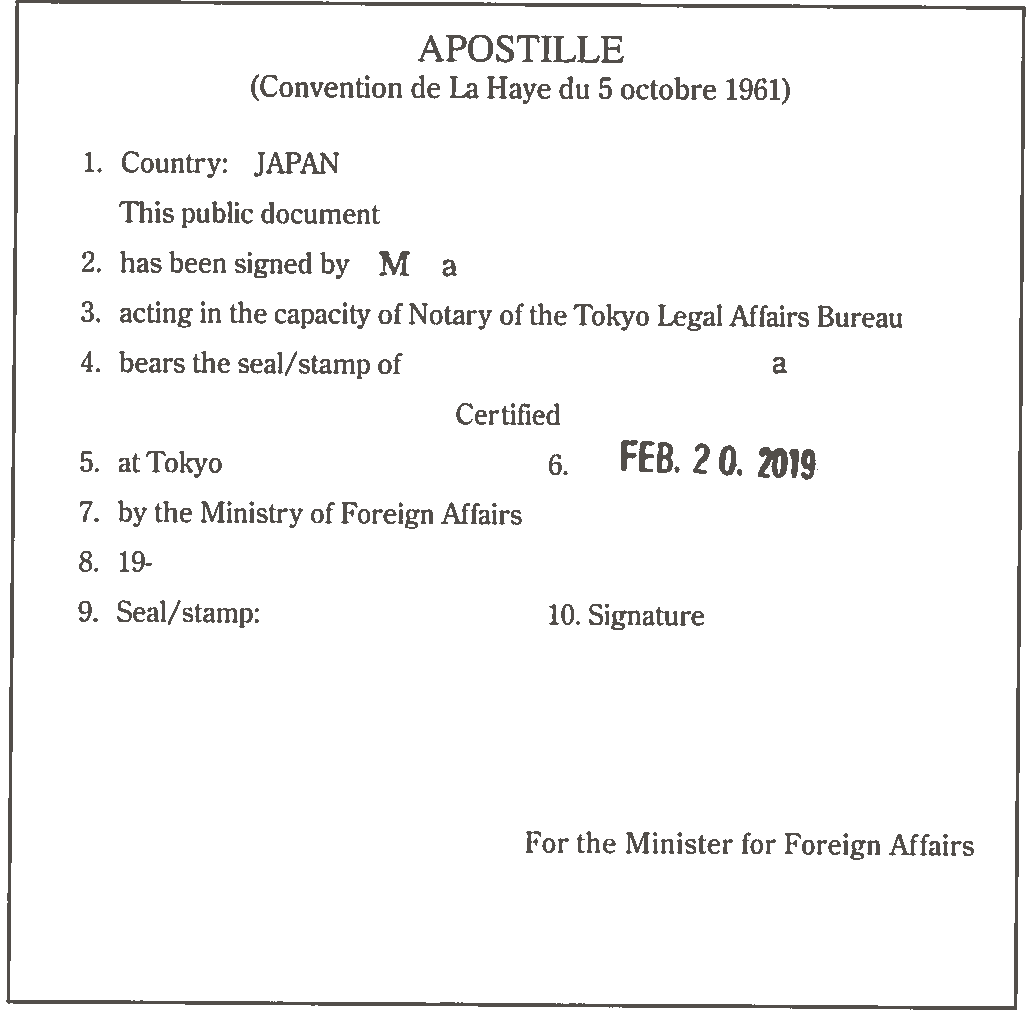 APOSTILLE
(Convention de La Haye du 5 octobre 1961)
1. Country: JAPAN
This public document
2. has been signed by M a
3. acting in the capacity of Notary of the Tokyo Legal Affairs Bureau
4. bears the seal/stamp of a
Certified
5. at Tokyo 6. FEB. 20. 2019
7. by the Ministry of Foreign Affairs
8. 19-
9. Seal/stamp: 10. Signature
For the Minister for Foreign Affairs